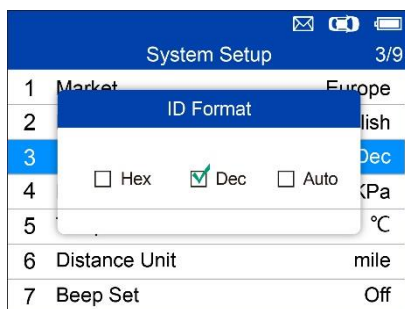 System Setup 3/9
1 Market Europe
ID Format
2 lish
3 Dec
Hex Dec Auto
4 KPa
5 °C
6 Distance Unit mile
7 Beep Set Off